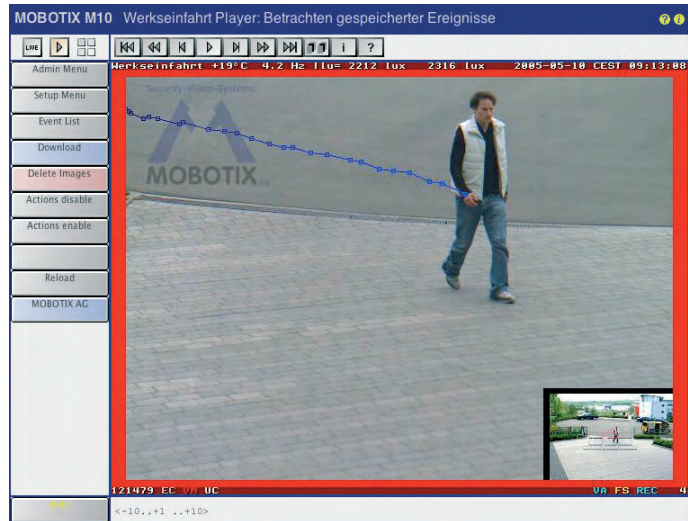 MOBOTIX M10 Werkseinfahrt Player: Betrachten gespeicherter Ereignisse
? i
LIVE
i ?
Admin Menu
Setup Menu
Event List
Download
Delete Images
Actions disable
Actions enable
Reload
MOBOTIX AG
Werkseinfahrt +19°C 4.2 Hz Ilu= 2212 lux 2316 lux 2005-05-10 CEST 09:13:08
Security-Vision-Systems
MOBOTIX AG
121479 EC VM UC
VA FS REC 4
<-10..+1 ..+10>